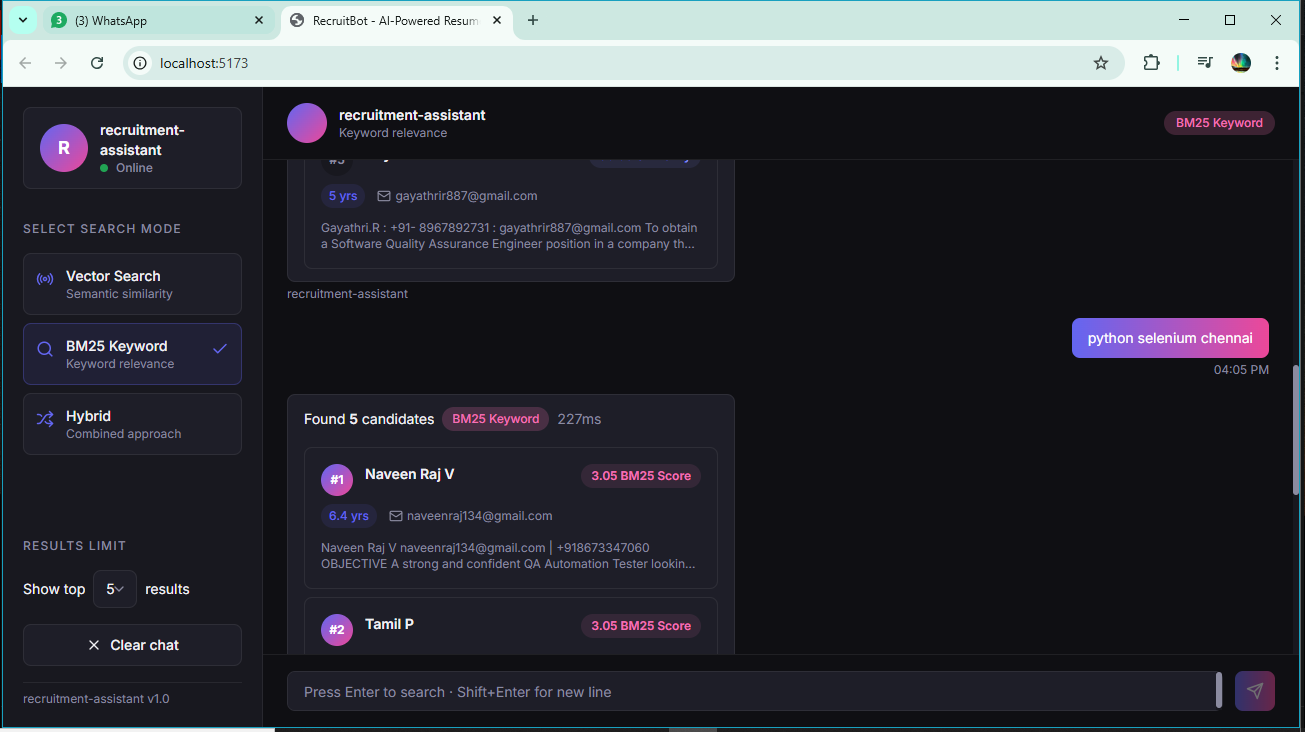 3
(3) WhatsApp
RecruitBot - AI-Powered Resum
localhost:5173
R
recruitment-
assistant
Online
SELECT SEARCH MODE
Vector Search
Semantic similarity
BM25 Keyword
Keyword relevance
Hybrid
Combined approach
RESULTS LIMIT
Show top 5 results
Clear chat
recruitment-assistant v1.0
recruitment-assistant
Keyword relevance
BM25 Keyword
5 yrs gayathrir887@gmail.com
Gayathri.R : +91- 8967892731 : gayathrir887@gmail.com To obtain
a Software Quality Assurance Engineer position in a company th...
recruitment-assistant
python selenium chennai
04:05 PM
Found 5 candidates BM25 Keyword 227ms
#1 Naveen Raj V 3.05 BM25 Score
6.4 yrs naveenraj134@gmail.com
Naveen Raj V naveenraj134@gmail.com | +918673347060
OBJECTIVE A strong and confident QA Automation Tester lookin...
#2 Tamil P 3.05 BM25 Score
Press Enter to search · Shift+Enter for new line